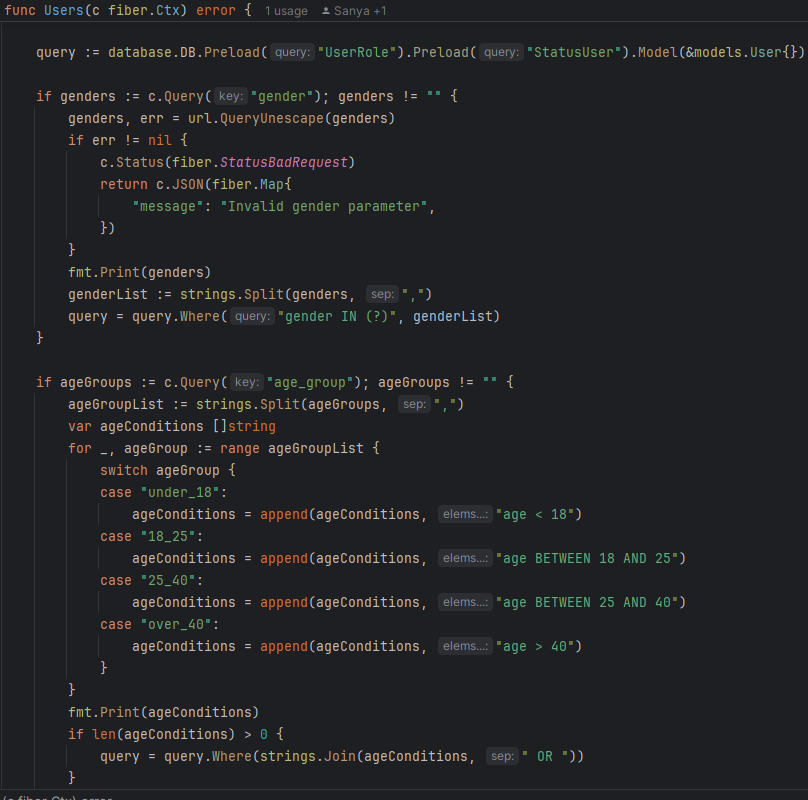 func Users(c fiber.Ctx) error { 1 usage Sanya +1
query := database.DB.Preload( query: "UserRole").Preload( query: "StatusUser").Model(&models.User{})
if genders := c.Query( key: "gender"); genders != "" {
genders, err = url.QueryUnescape(genders)
if err != nil {
c.Status(fiber.StatusBadRequest)
return c.JSON(fiber.Map{
"message": "Invalid gender parameter",
})
}
fmt.Print(genders)
genderList := strings.Split(genders, sep: ",")
query = query.Where( query: "gender IN (?)", genderList)
}
if ageGroups := c.Query( key: "age_group"); ageGroups != "" {
ageGroupList := strings.Split(ageGroups, sep: ",")
var ageConditions []string
for _, ageGroup := range ageGroupList {
switch ageGroup {
case "under_18":
ageConditions = append(ageConditions, elems...: "age < 18")
case "18_25":
ageConditions = append(ageConditions, elems...: "age BETWEEN 18 AND 25")
case "25_40":
ageConditions = append(ageConditions, elems...: "age BETWEEN 25 AND 40")
case "over_40":
ageConditions = append(ageConditions, elems...: "age > 40")
}
}
fmt.Print(ageConditions)
if len(ageConditions) > 0 {
query = query.Where(strings.Join(ageConditions, sep: " OR "))
}
(c fiber.Ctx) error